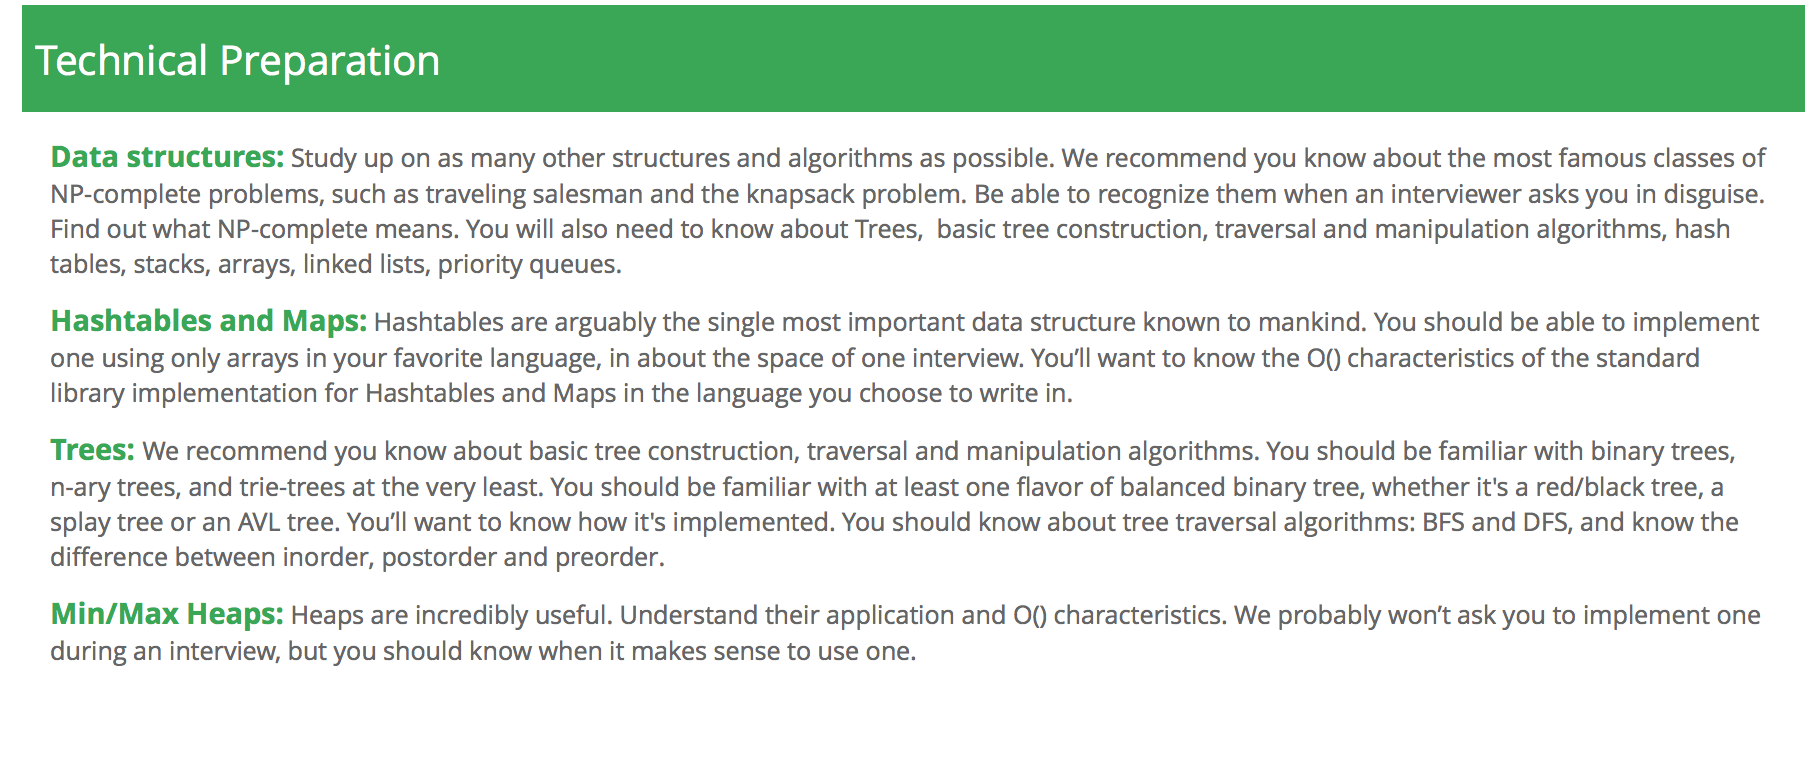 Technical Preparation
Data structures: Study up on as many other structures and algorithms as possible. We recommend you know about the most famous classes of
NP-complete problems, such as traveling salesman and the knapsack problem. Be able to recognize them when an interviewer asks you in disguise.
Find out what NP-complete means. You will also need to know about Trees,  basic tree construction, traversal and manipulation algorithms, hash
tables, stacks, arrays, linked lists, priority queues.
Hashtables and Maps: Hashtables are arguably the single most important data structure known to mankind. You should be able to implement
one using only arrays in your favorite language, in about the space of one interview. You’ll want to know the O() characteristics of the standard
library implementation for Hashtables and Maps in the language you choose to write in.
Trees: We recommend you know about basic tree construction, traversal and manipulation algorithms. You should be familiar with binary trees,
n-ary trees, and trie-trees at the very least. You should be familiar with at least one flavor of balanced binary tree, whether it's a red/black tree, a
splay tree or an AVL tree. You’ll want to know how it's implemented. You should know about tree traversal algorithms: BFS and DFS, and know the
difference between inorder, postorder and preorder.
Min/Max Heaps: Heaps are incredibly useful. Understand their application and O() characteristics. We probably won’t ask you to implement one
during an interview, but you should know when it makes sense to use one.